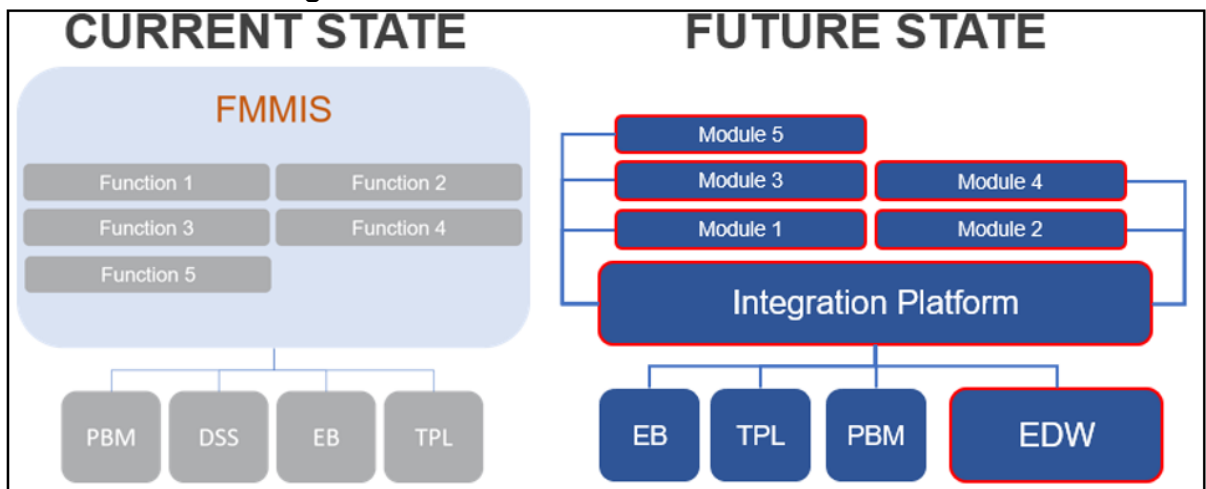 CURRENT STATE
FMMIS
Function 1 Function 2
Function 3 Function 4
Function 5
PBM DSS EB TPL
FUTURE STATE
Module 5
Module 3 Module 4
Module 1 Module 2
Integration Platform
EB TPL PBM EDW